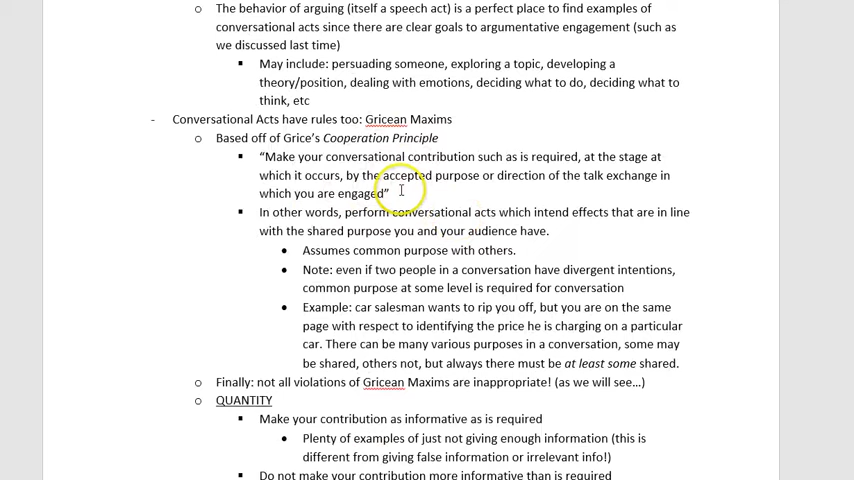 o The behavior of arguing (itself a speech act) is a perfect place to find examples of
conversational acts since there are clear goals to argumentative engagement (such as
we discussed last time)
▪ May include: persuading someone, exploring a topic, developing a
theory/position, dealing with emotions, deciding what to do, deciding what to
think, etc
- Conversational Acts have rules too: Gricean Maxims
o Based off of Grice’s Cooperation Principle
▪ “Make your conversational contribution such as is required, at the stage at
which it occurs, by the accepted purpose or direction of the talk exchange in
which you are engaged”
▪ In other words, perform conversational acts which intend effects that are in line
with the shared purpose you and your audience have.
• Assumes common purpose with others.
• Note: even if two people in a conversation have divergent intentions,
common purpose at some level is required for conversation
• Example: car salesman wants to rip you off, but you are on the same
page with respect to identifying the price he is charging on a particular
car. There can be many various purposes in a conversation, some may
be shared, others not, but always there must be at least some shared.
o Finally: not all violations of Gricean Maxims are inappropriate! (as we will see…)
o QUANTITY
▪ Make your contribution as informative as is required
• Plenty of examples of just not giving enough information (this is
different from giving false information or irrelevant info!)
▪ Do not make your contribution more informative than is required